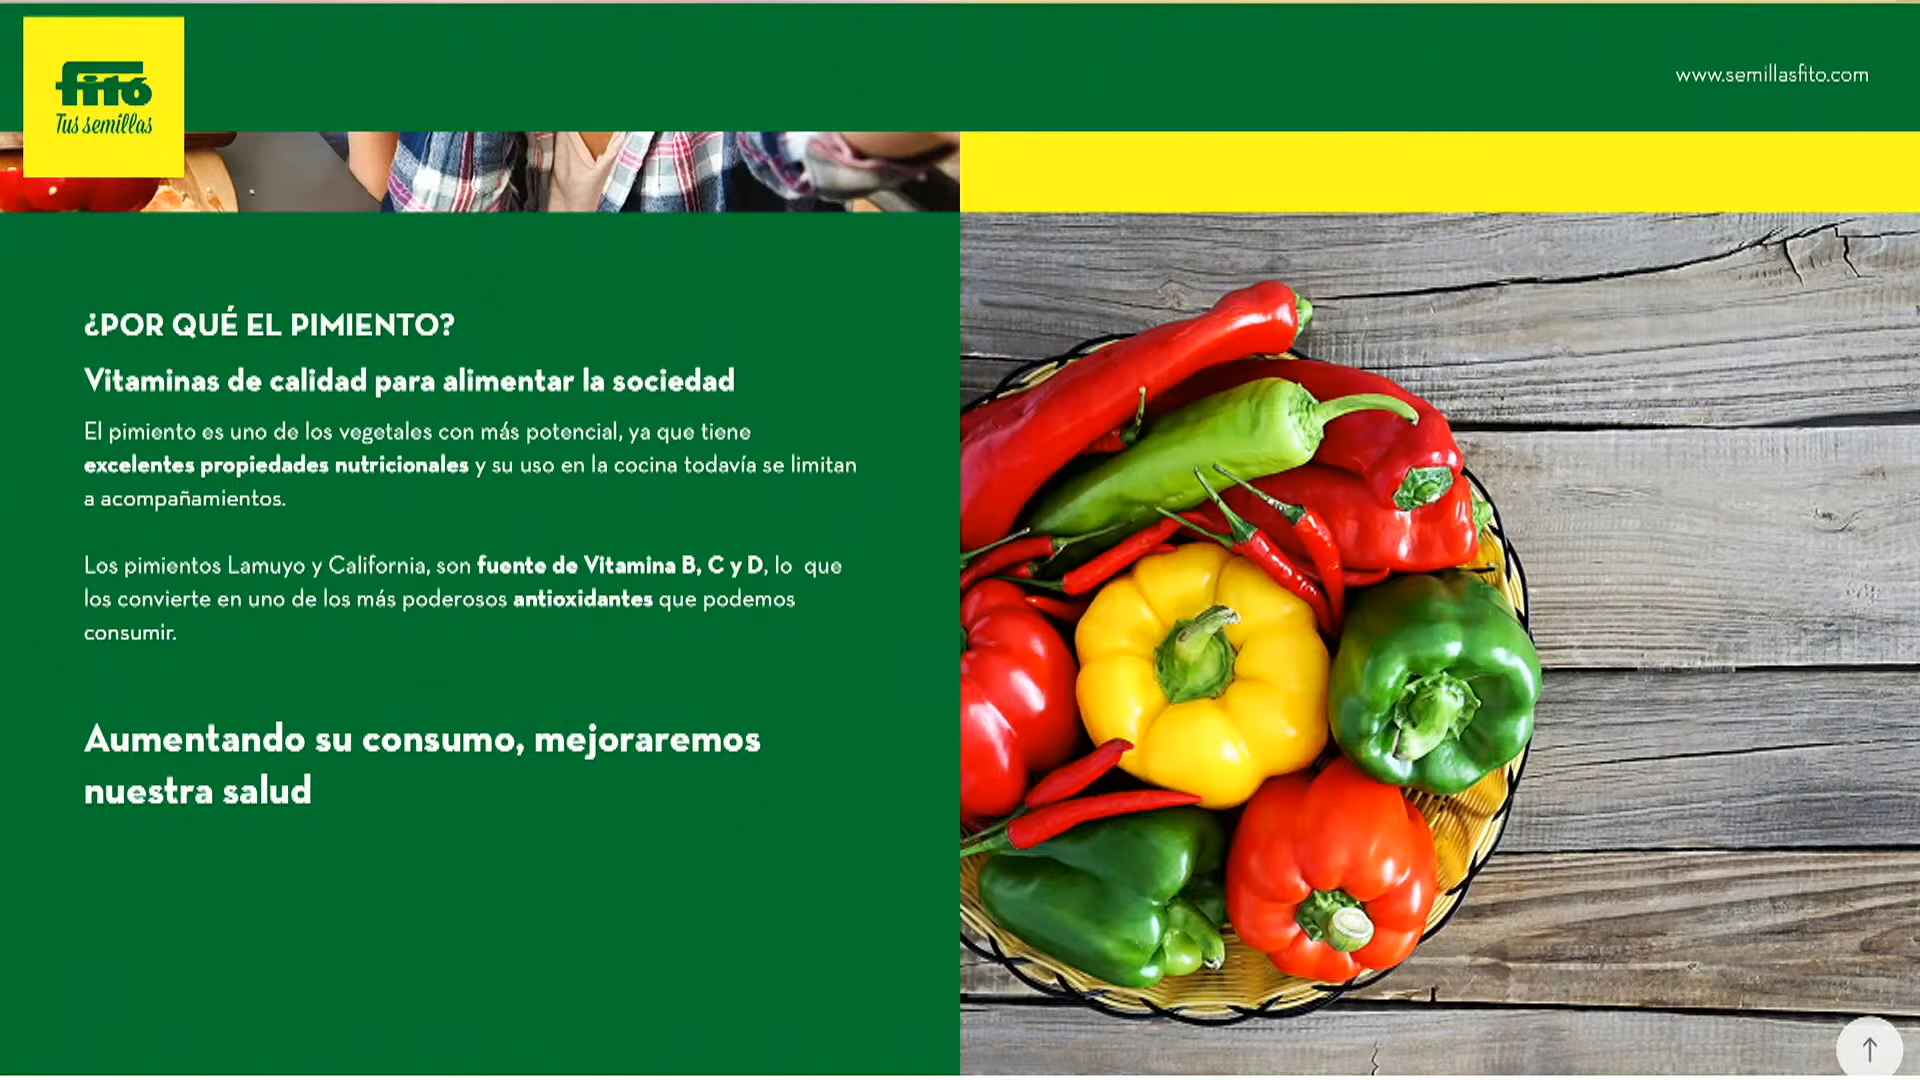 fitó
Tus semillas
www.semillasfito.com
¿POR QUÉ EL PIMIENTO?
Vitaminas de calidad para alimentar la sociedad
El pimiento es uno de los vegetales con más potencial, ya que tiene
excelentes propiedades nutricionales y su uso en la cocina todavía se limitan
a acompañamientos.
Los pimientos Lamuyo y California, son fuente de Vitamina B, C y D, lo que
los convierte en uno de los más poderosos antioxidantes que podemos
consumir.
Aumentando su consumo, mejoraremos
nuestra salud